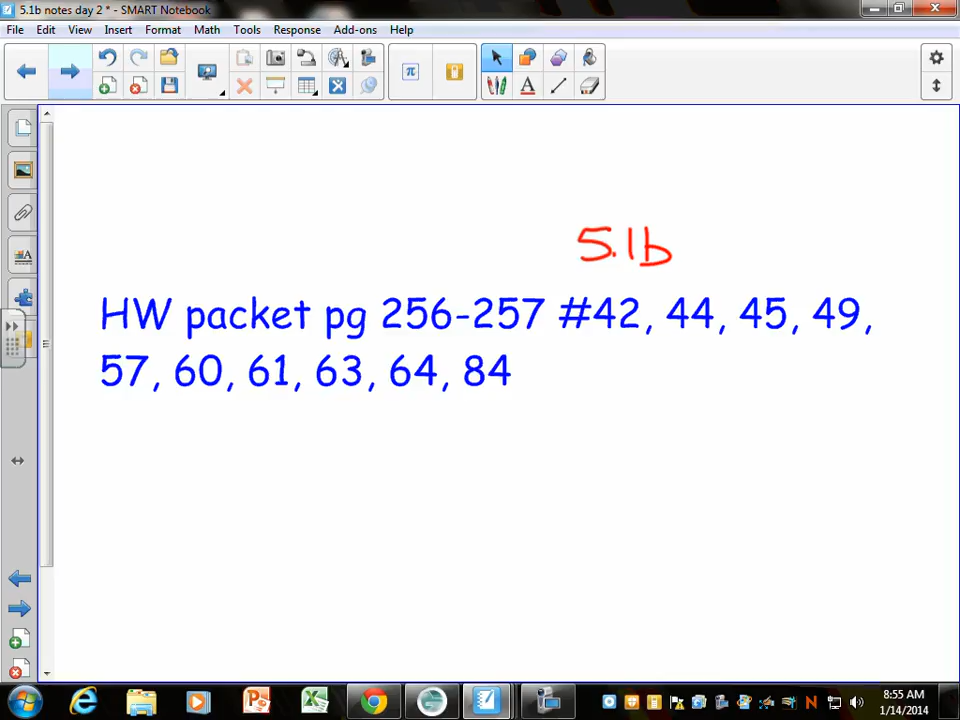 5.1b notes day 2 * - SMART Notebook
File Edit View Insert Format Math Tools Response Add-ons Help
5.1b
HW packet pg 256-257 #42, 44, 45, 49,
57, 60, 61, 63, 64, 84
8:55 AM
1/14/2014